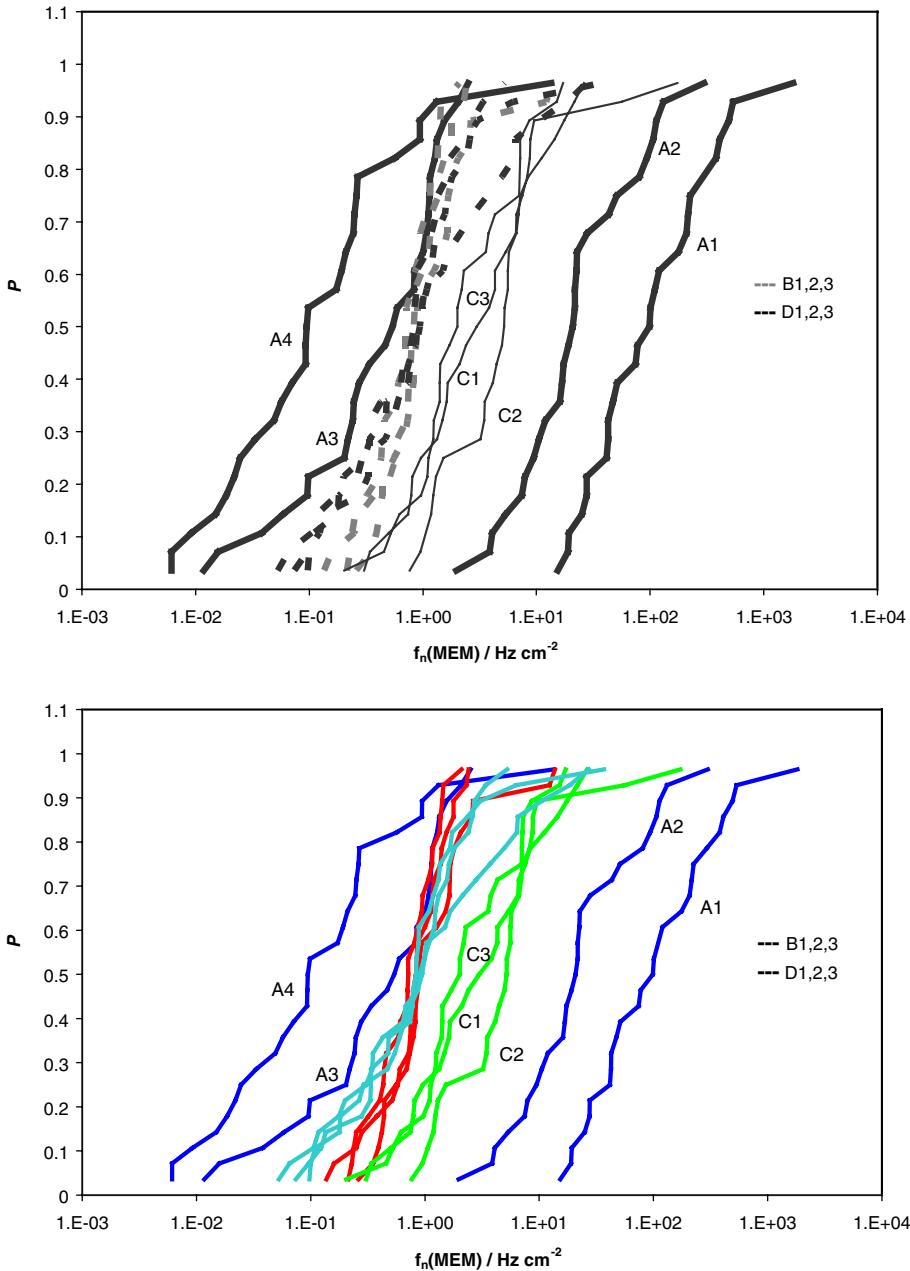 1.1
1
0.9
0.8
0.7
0.6
0.5
0.4
0.3
0.2
0.1
0
P
A4
A3
C3
C1
C2
A2
A1
B1,2,3
D1,2,3
1.E-03
1.E-02
1.E-01
1.E+00
1.E+01
1.E+02
1.E+03
1.E+04
fn(MEM) / Hz cm-2
1.1
1
0.9
0.8
0.7
0.6
0.5
0.4
0.3
0.2
0.1
0
P
A4
A3
C3
C1
C2
A2
A1
B1,2,3
D1,2,3
1.E-03
1.E-02
1.E-01
1.E+00
1.E+01
1.E+02
1.E+03
1.E+04
fn(MEM) / Hz cm-2